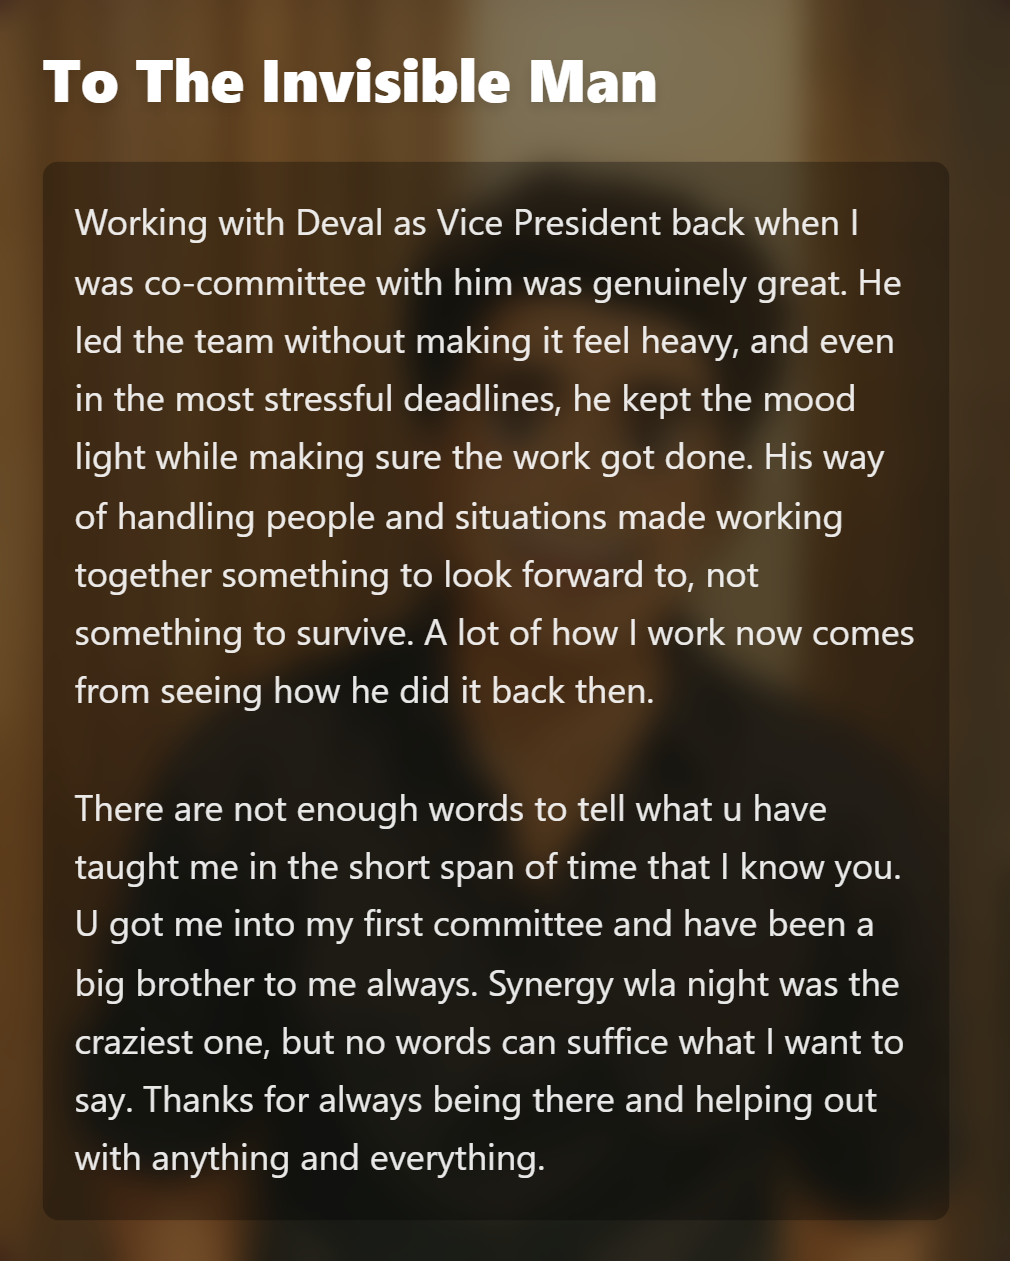 To The Invisible Man
Working with Deval as Vice President back when I
was co-committee with him was genuinely great. He
led the team without making it feel heavy, and even
in the most stressful deadlines, he kept the mood
light while making sure the work got done. His way
of handling people and situations made working
together something to look forward to, not
something to survive. A lot of how I work now comes
from seeing how he did it back then.
There are not enough words to tell what u have
taught me in the short span of time that I know you.
U got me into my first committee and have been a
big brother to me always. Synergy wla night was the
craziest one, but no words can suffice what I want to
say. Thanks for always being there and helping out
with anything and everything.